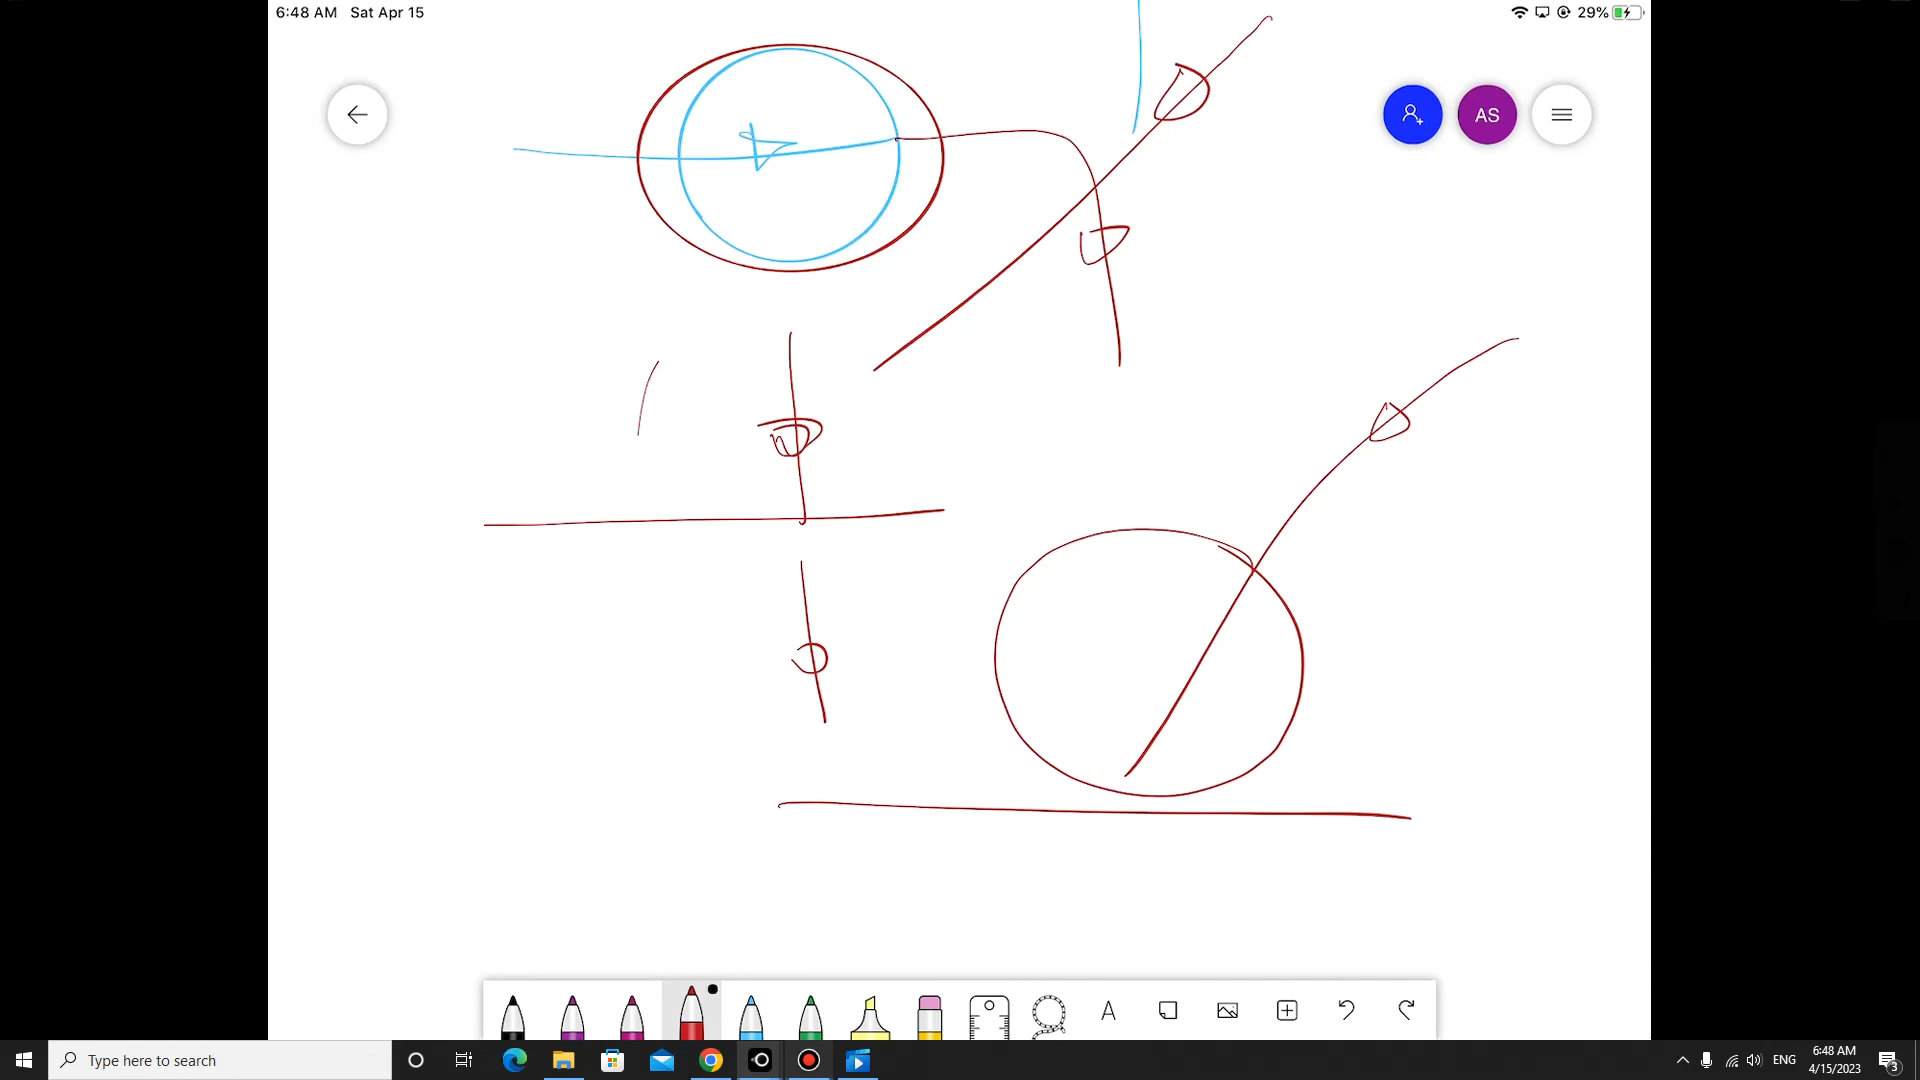 6:48 AM Sat Apr 15
29%
AS
A
Type here to search
ENG
6:48 AM
4/15/2023
3